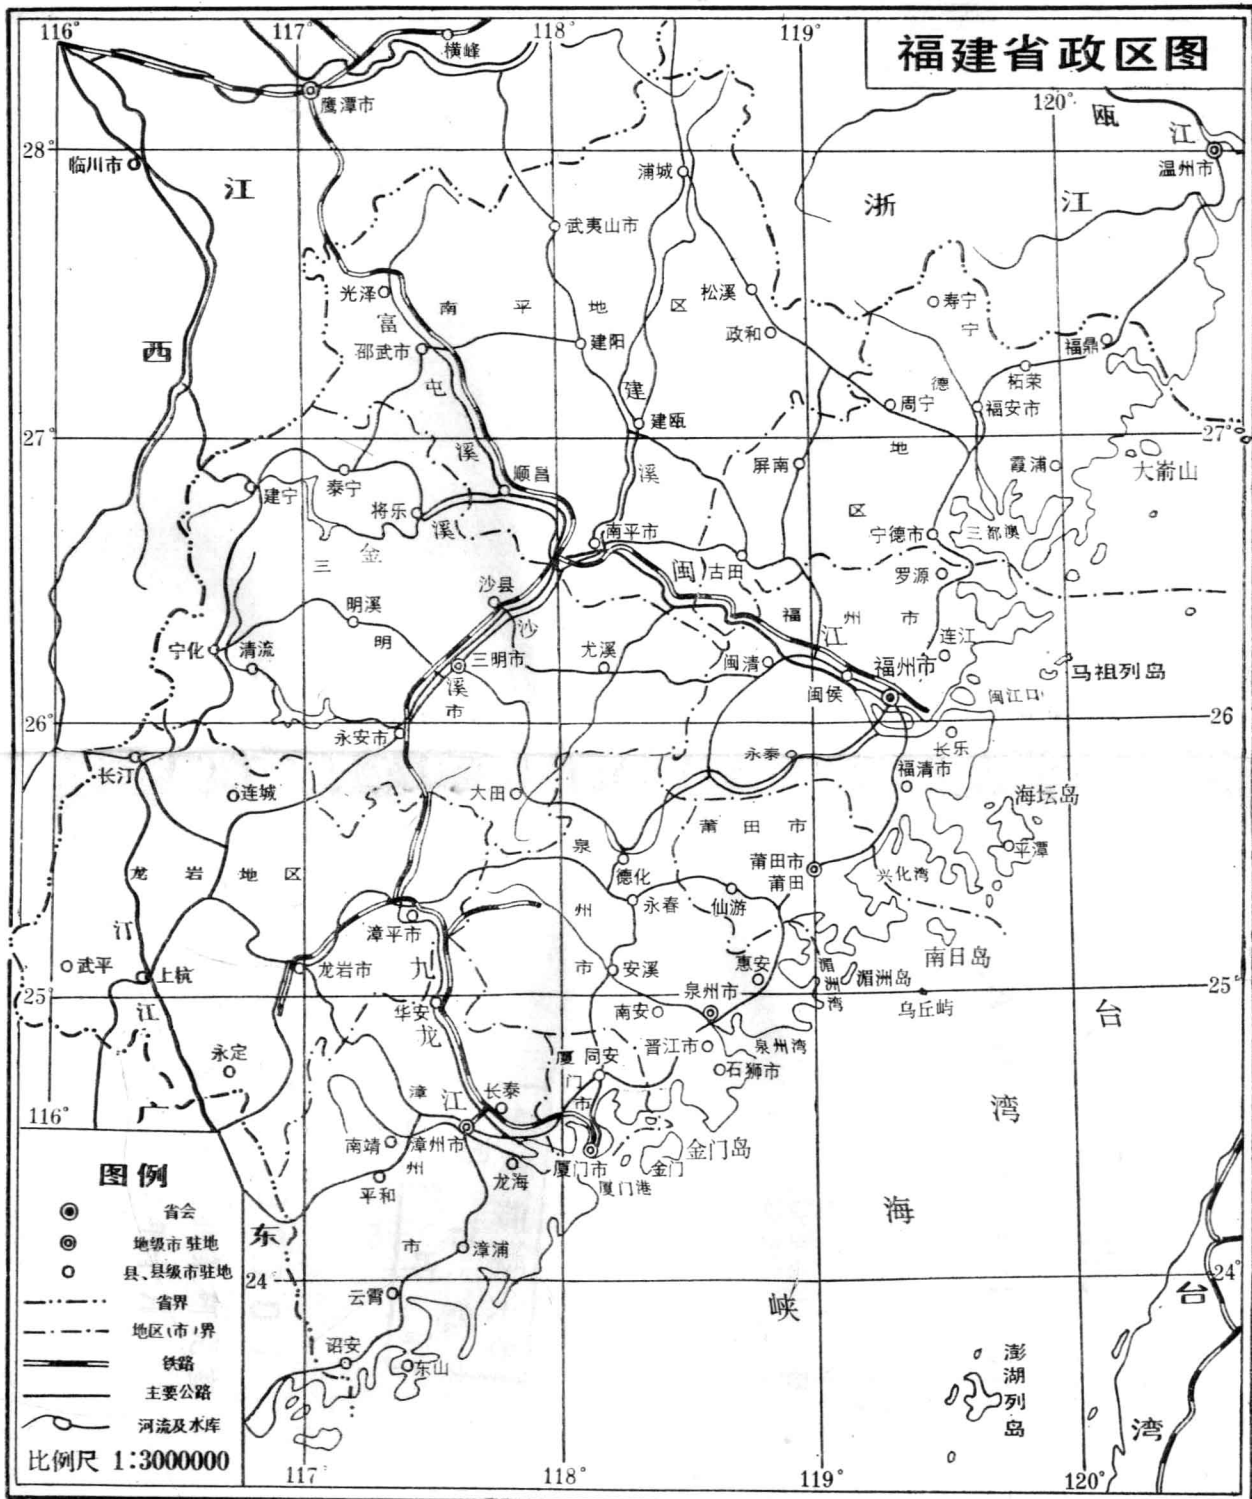 福建省政区图
116°
117°
118°
119°
120°
横峰
鹰潭市
瓯
江
温州市
28°
临川市
江
浦城
浙
江
武夷山市
光泽
南平地区
松溪
寿宁
宁
富
邵武市
建阳
政和
福鼎
西
屯
建
德
柘荣
建瓯
周宁
福安市
27°
27°
溪
顺昌
溪
屏南
地
霞浦
大嵛山
建宁
泰宁
将乐
溪
区
金
南平市
宁德市
三都澳
三
闽
古田
罗源
沙县
明溪
沙
福州市
江
连江
明
宁化
清流
三明市
尤溪
闽清
福州市
马祖列岛
溪
闽侯
闽江口
市
26°
26°
永安市
永泰
长乐
长汀
福清市
连城
大田
海坛岛
莆田市
泉
平潭
龙岩地区
德化
莆田市
莆田
兴化湾
永春
仙游
州
汀
漳平市
南日岛
武平
上杭
龙岩市
九
市
安溪
惠安
湄洲湾
湄洲岛
25°
25°
泉州市
江
华安
龙
南安
乌丘屿
台
永定
晋江市
泉州湾
厦
同安
石狮市
门
116°
广
漳
江
长泰
市
湾
南靖
漳州市
金门岛
图例
州
龙海
厦门市
金门
平和
厦门港
省会
海
地级市驻地
东
市
漳浦
县、县级市驻地
24°
24°
省界
云霄
峡
台
地区(市)界
诏安
铁路
东山
澎湖列岛
主要公路
河流及水库
湾
比例尺 1:3000000
117°
118°
119°
120°